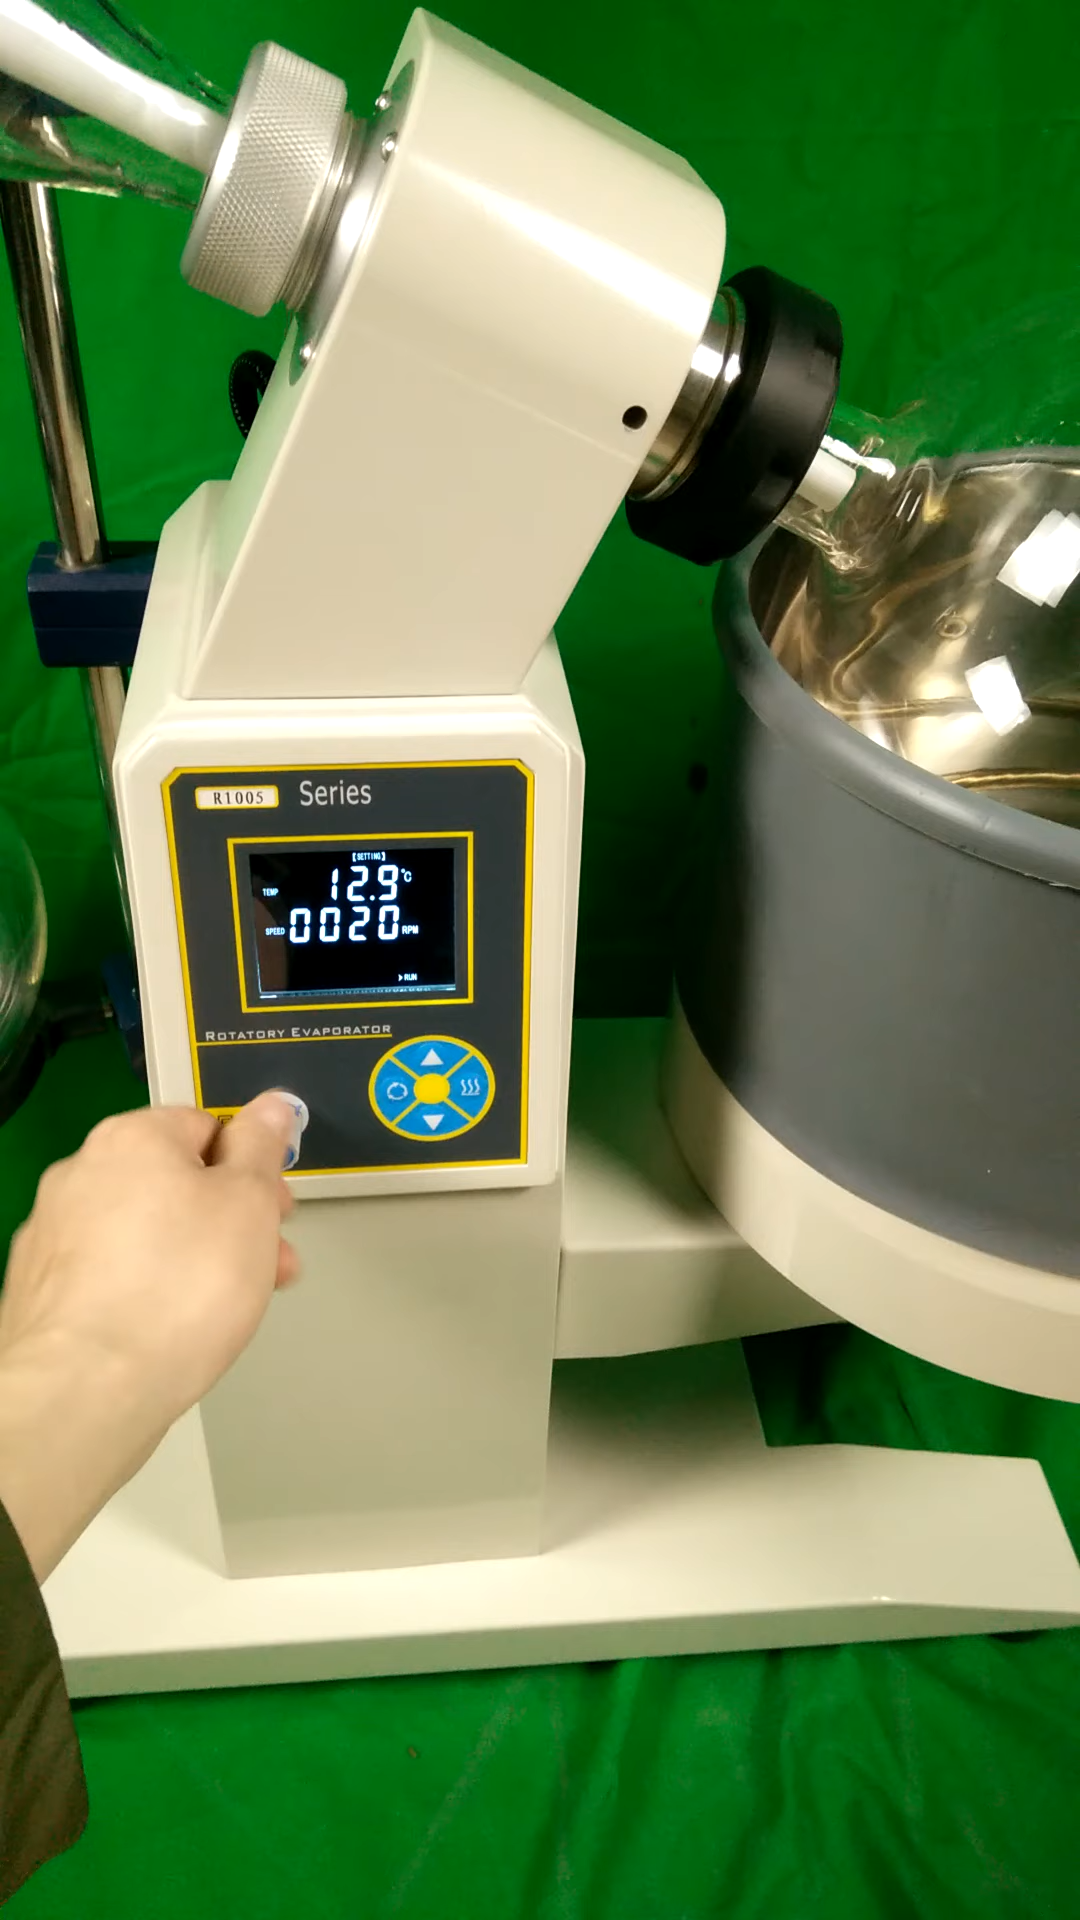 R1005 Series
[SETTING]
TEMP 12.9°C
SPEED 0020 RPM
RUN
ROTATORY EVAPORATOR